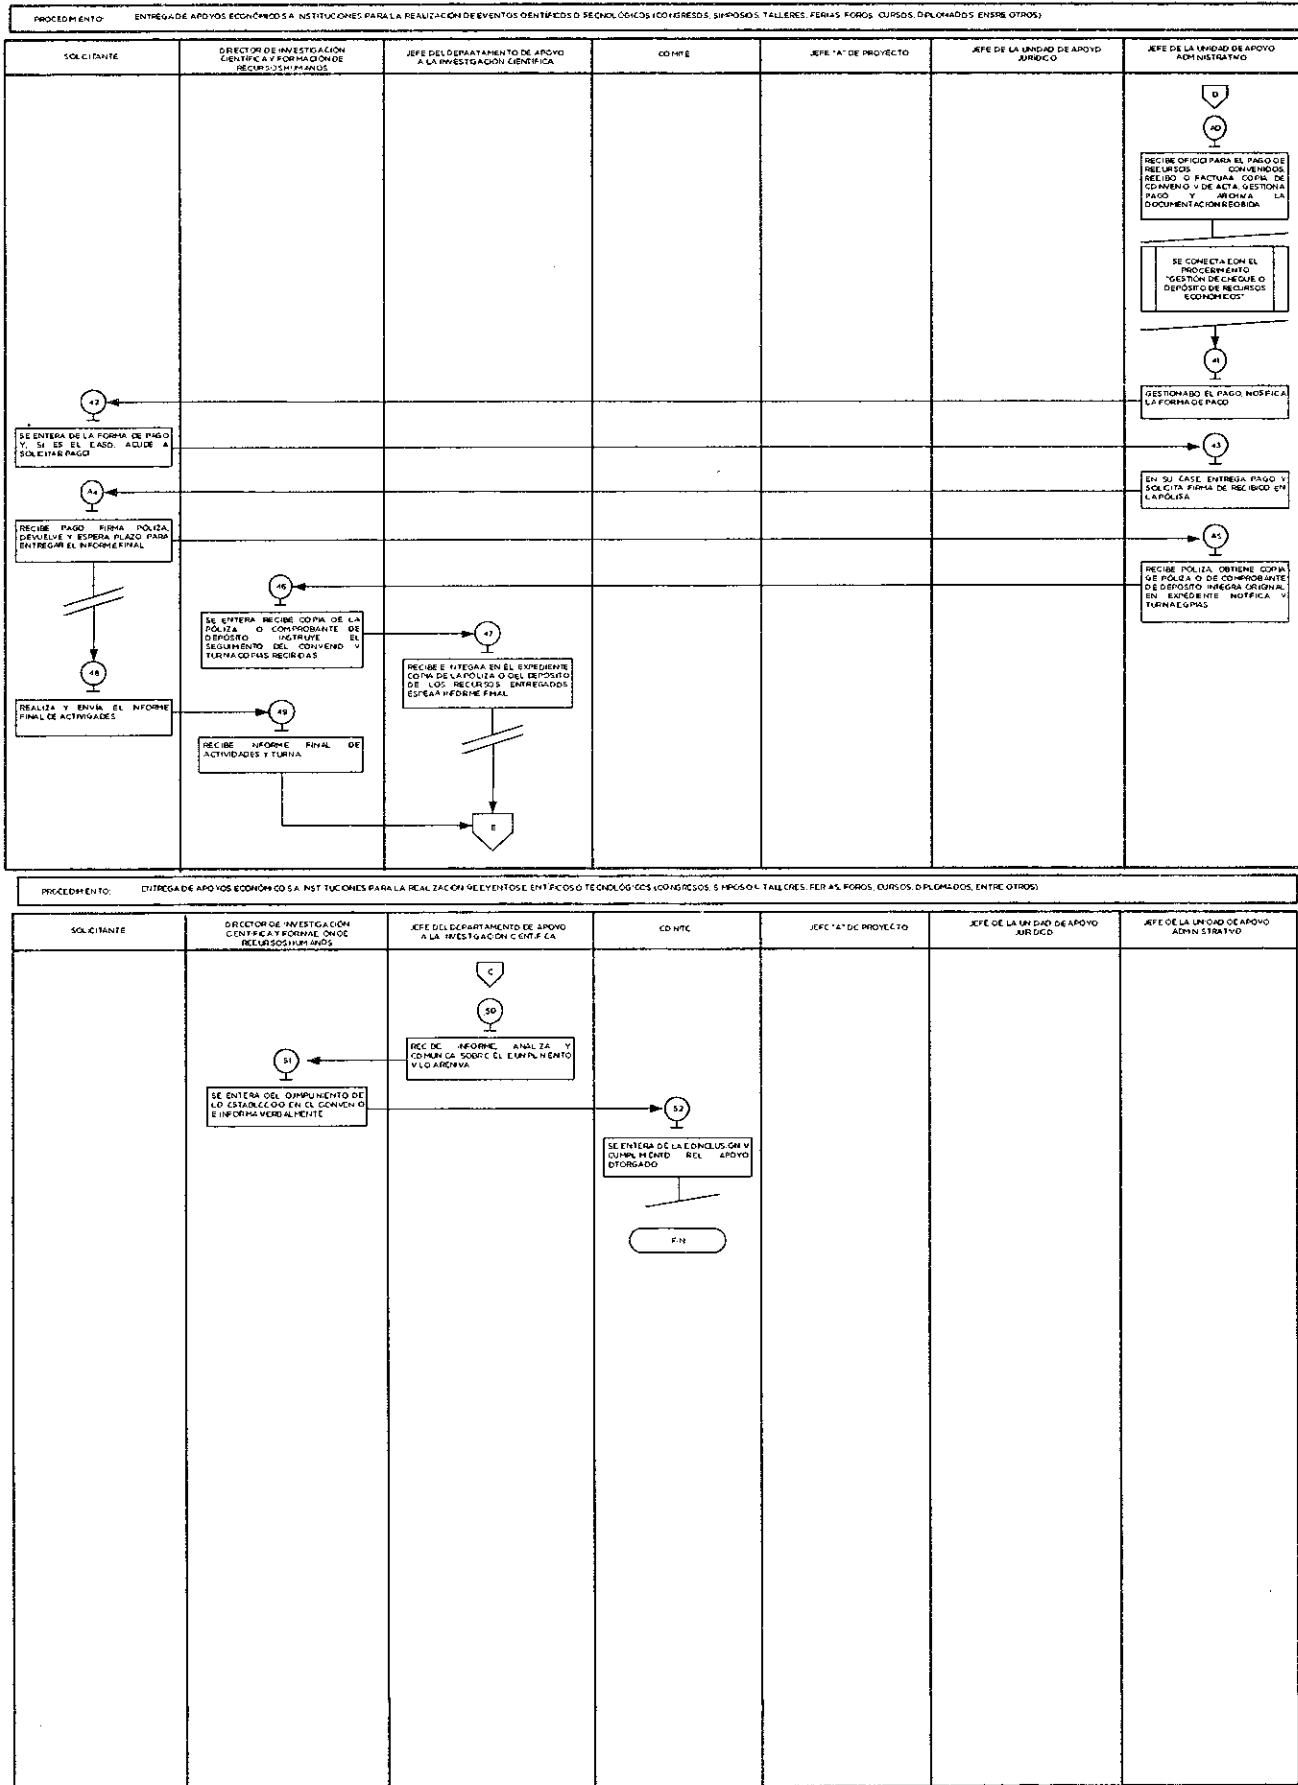 PROCEDIMIENTO: ENTREGA DE APOYOS ECONÓMICOS A INSTITUCIONES PARA LA REALIZACIÓN DE EVENTOS CIENTÍFICOS O TECNOLÓGICOS (CONGRESOS, SIMPOSIOS, TALLERES, FERIAS, FOROS, CURSOS, DIPLOMADOS, ENTRE OTROS)
SOLICITANTE
DIRECTOR DE INVESTIGACIÓN
CIENTÍFICA Y FORMACIÓN DE
RECURSOS HUMANOS
JEFE DEL DEPARTAMENTO DE APOYO
A LA INVESTIGACIÓN CIENTÍFICA
COMITÉ
JEFE "A" DE PROYECTO
JEFE DE LA UNIDAD DE APOYO
JURÍDICO
JEFE DE LA UNIDAD DE APOYO
ADMINISTRATIVO
D
40
RECIBE OFICIO PARA EL PAGO DE
RECURSOS CONVENIDOS,
RECIBO O FACTURA COPIA DE
CONVENIO Y DE ACTA, GESTIONA
PAGO Y ARCHIVA LA
DOCUMENTACIÓN RECIBIDA
SE CONECTA CON EL
PROCEDIMIENTO
"GESTIÓN DE CHEQUE O
DEPÓSITO DE RECURSOS
ECONÓMICOS"
41
GESTIONADO EL PAGO, NOTIFICA
LA FORMA DE PAGO
42
SE ENTERA DE LA FORMA DE PAGO
Y, SI ES EL CASO, ACUDE A
SOLICITAR PAGO
43
EN SU CASE ENTREGA PAGO Y
SOLICITA FIRMA DE RECIBIDO EN
LA PÓLIZA
44
RECIBE PAGO FIRMA PÓLIZA,
DEVUELVE Y ESPERA PLAZO PARA
ENTREGAR EL INFORME FINAL
45
RECIBE PÓLIZA, OBTIENE COPIA
DE PÓLIZA O DE COMPROBANTE
DE DEPÓSITO INTEGRA ORIGINAL
EN EXPEDIENTE NOTIFICA Y
TURNA COPIAS
46
SE ENTERA RECIBE COPIA DE LA
PÓLIZA O COMPROBANTE DE
DEPÓSITO INSTRUYE EL
SEGUIMIENTO DEL CONVENIO Y
TURNA COPIAS RECIBIDAS
47
RECIBE E INTEGRA EN EL EXPEDIENTE
COPIA DE LA PÓLIZA O DEL DEPÓSITO
DE LOS RECURSOS ENTREGADOS
ESPERA INFORME FINAL
48
REALIZA Y ENVÍA EL INFORME
FINAL DE ACTIVIDADES
49
RECIBE INFORME FINAL DE
ACTIVIDADES Y TURNA
E
PROCEDIMIENTO: ENTREGA DE APOYOS ECONÓMICOS A INSTITUCIONES PARA LA REALIZACIÓN DE EVENTOS CIENTÍFICOS O TECNOLÓGICOS (CONGRESOS, SIMPOSIOS, TALLERES, FERIAS, FOROS, CURSOS, DIPLOMADOS, ENTRE OTROS)
SOLICITANTE
DIRECTOR DE INVESTIGACIÓN
CIENTÍFICA Y FORMACIÓN DE
RECURSOS HUMANOS
JEFE DEL DEPARTAMENTO DE APOYO
A LA INVESTIGACIÓN CIENTÍFICA
COMITÉ
JEFE "A" DE PROYECTO
JEFE DE LA UNIDAD DE APOYO
JURÍDICO
JEFE DE LA UNIDAD DE APOYO
ADMINISTRATIVO
50
RECIBE INFORME, ANALIZA Y
COMUNICA SOBRE EL CUMPLIMIENTO
Y LO ARCHIVA
51
SE ENTERA DEL CUMPLIMIENTO DE
LO ESTABLECIDO EN EL CONVENIO
E INFORMA VERBALMENTE
52
SE ENTERA DE LA CONCLUSIÓN Y
CUMPLIMIENTO DEL APOYO
OTORGADO
FIN